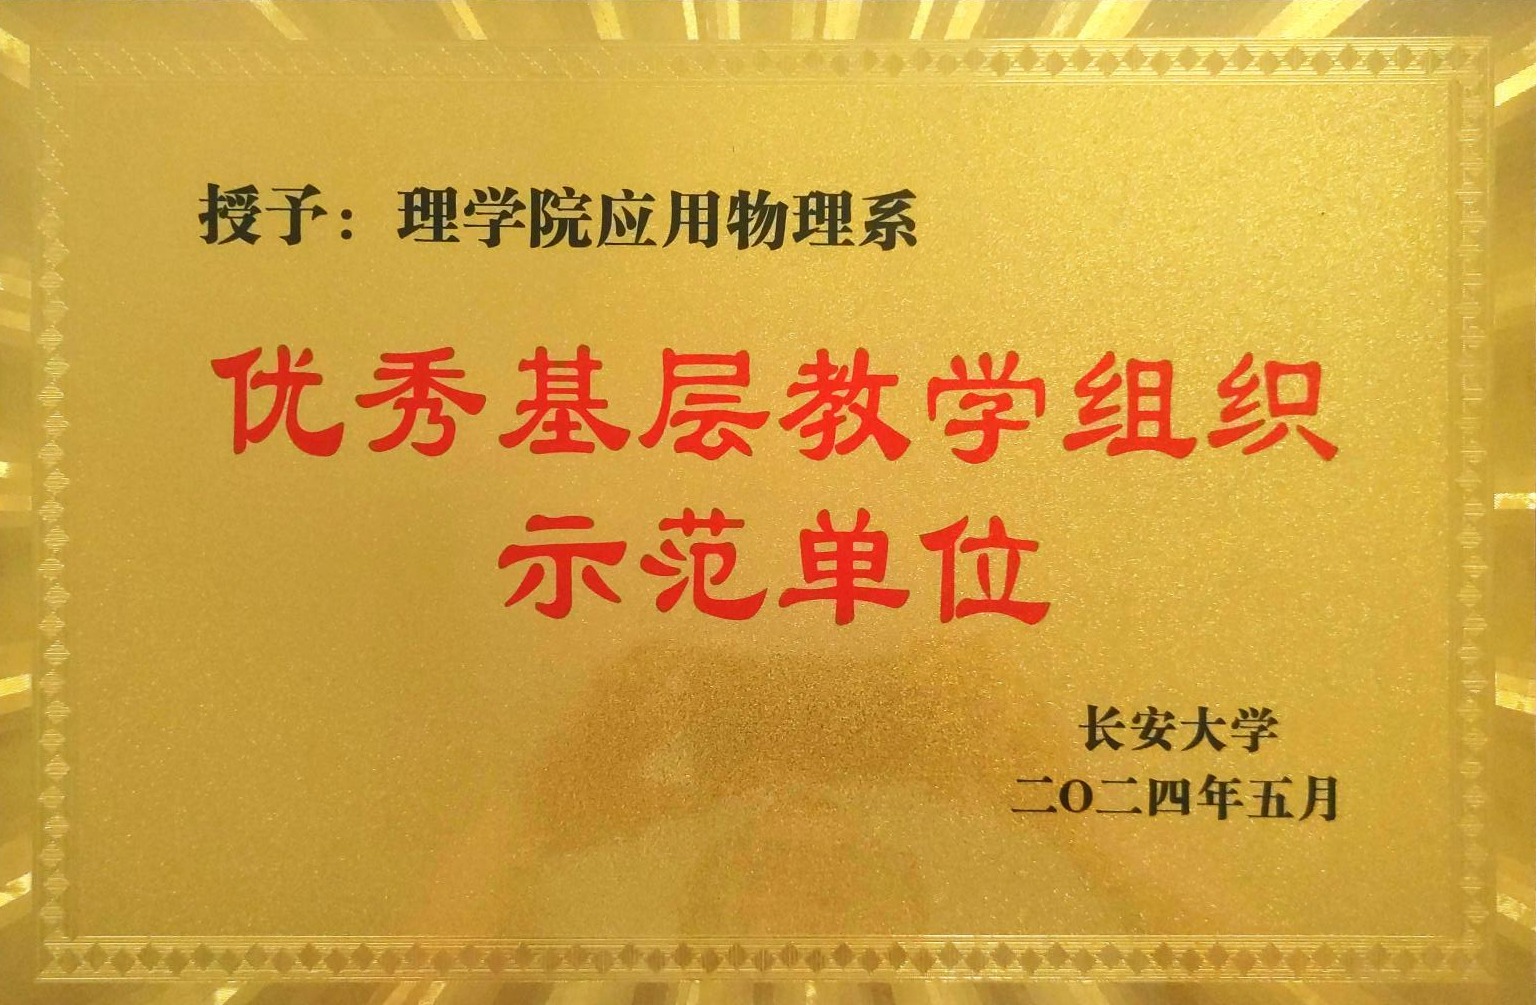 授予：理学院应用物理系
优秀基层教学组织
示范单位
长安大学
二〇二四年五月